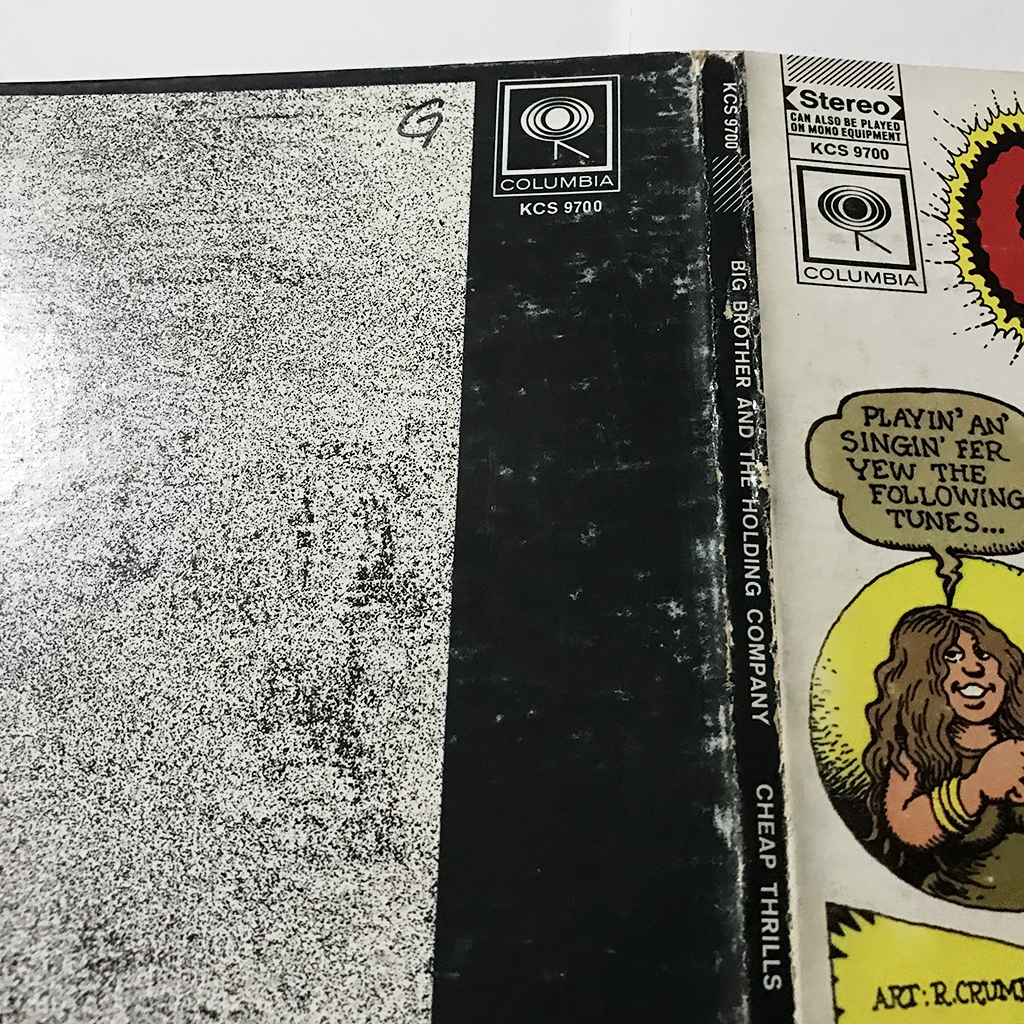 G
COLUMBIA
KCS 9700
KCS 9700
BIG BROTHER AND THE HOLDING COMPANY
CHEAP THRILLS
Stereo
CAN ALSO BE PLAYED
ON MONO EQUIPMENT
KCS 9700
COLUMBIA
PLAYIN' AN'
SINGIN' FER
YEW THE
FOLLOWING
TUNES...
ART: R. CRUMB